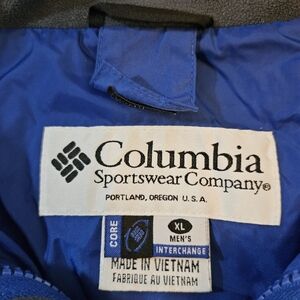 Columbia
Sportswear Company®
PORTLAND, OREGON U.S.A.
CORE
XL
MEN'S
INTERCHANGE
MADE IN VIETNAM
FABRIQUE AU VIETNAM